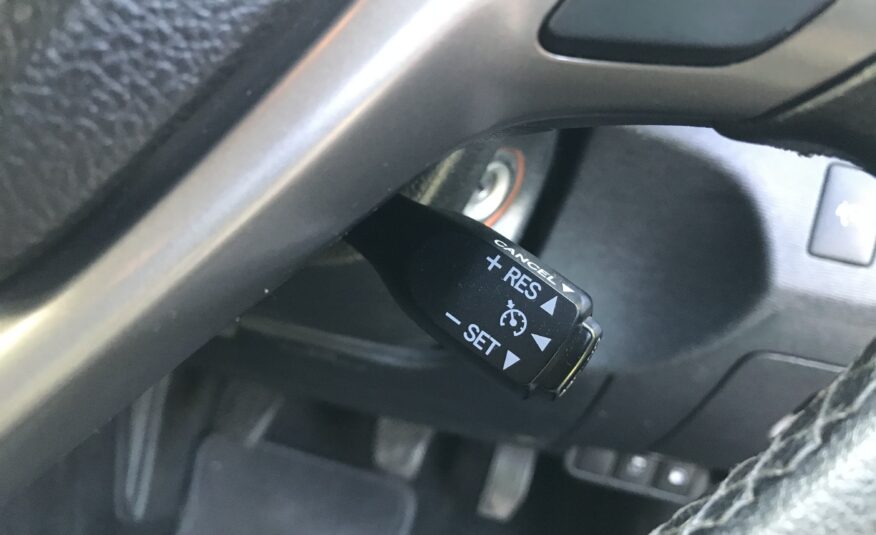 CANCEL ▼
+ RES ▲
◀
− SET ▼